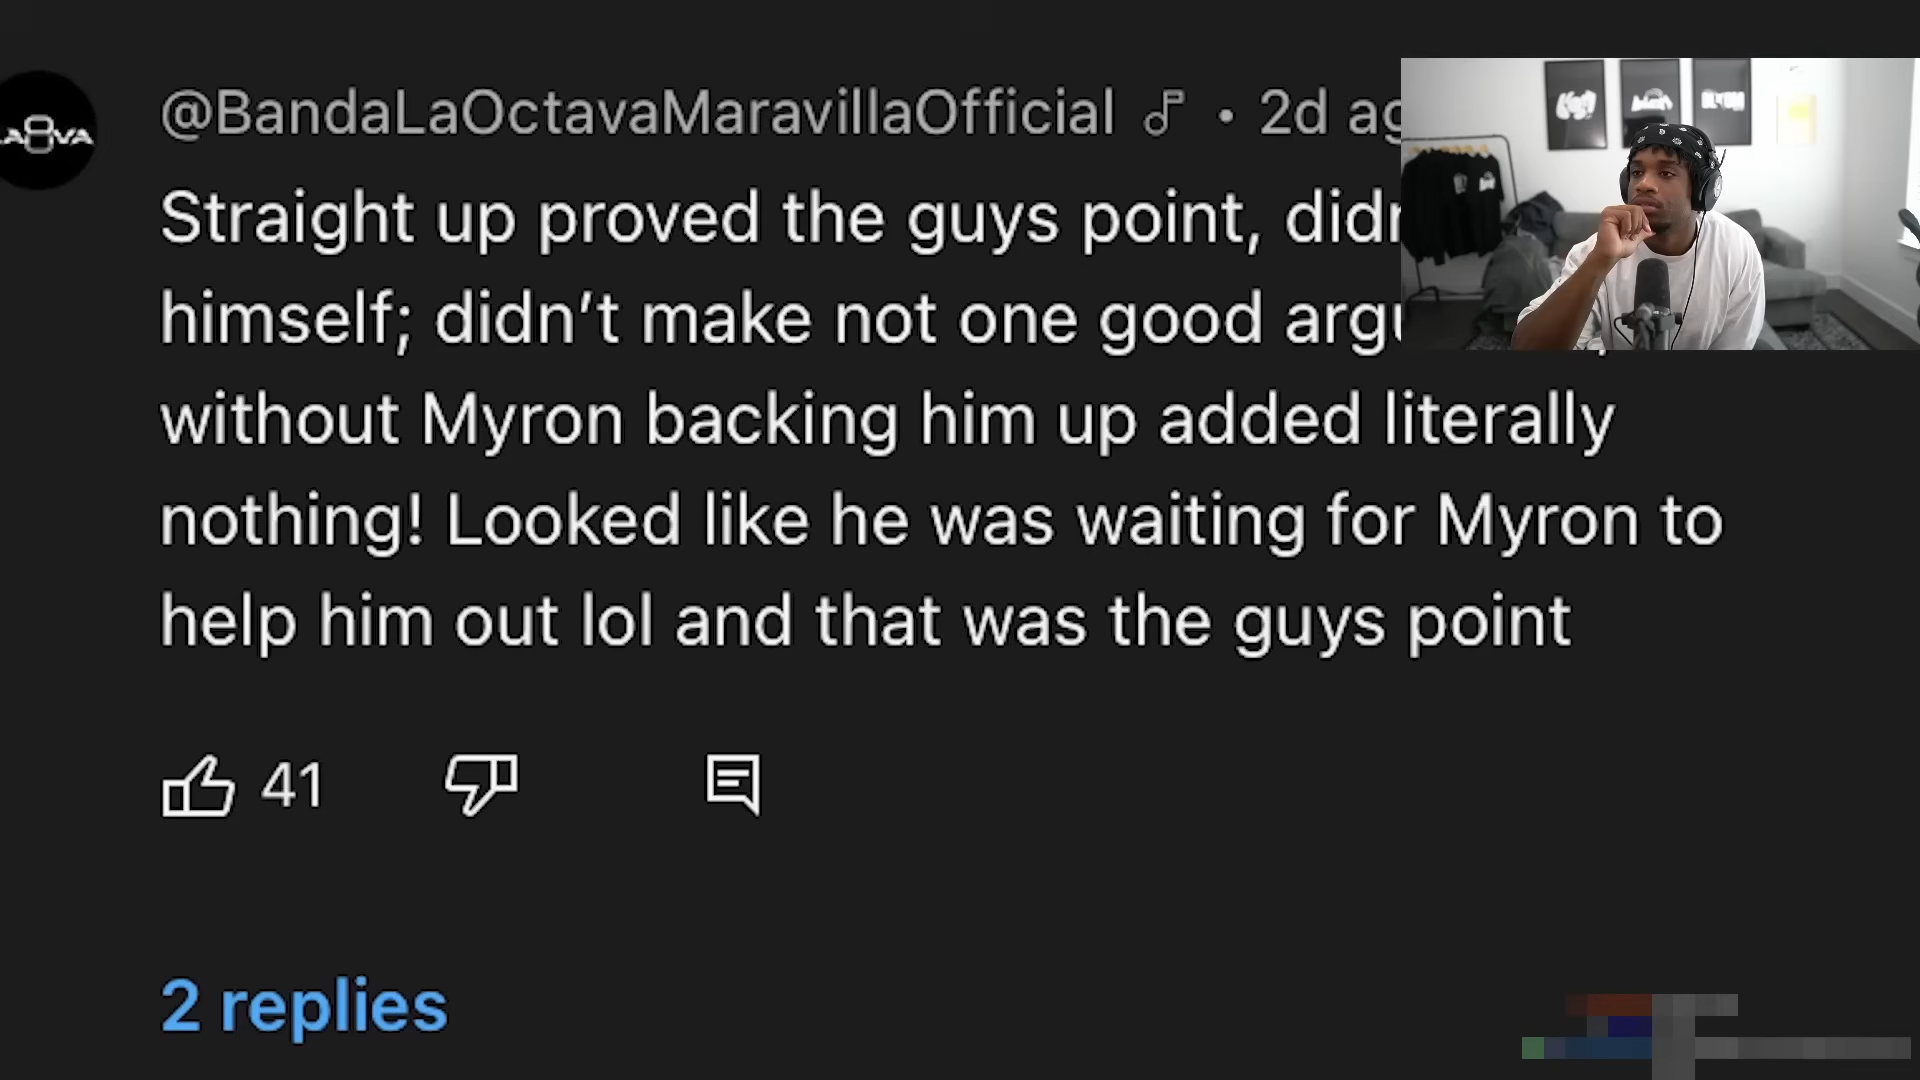 @BandaLaOctavaMaravillaOfficial • 2d
Straight up proved the guys point,
himself; didn't make not one good
without Myron backing him up added literally
nothing! Looked like he was waiting for Myron to
help him out lol and that was the guys point
41
2 replies